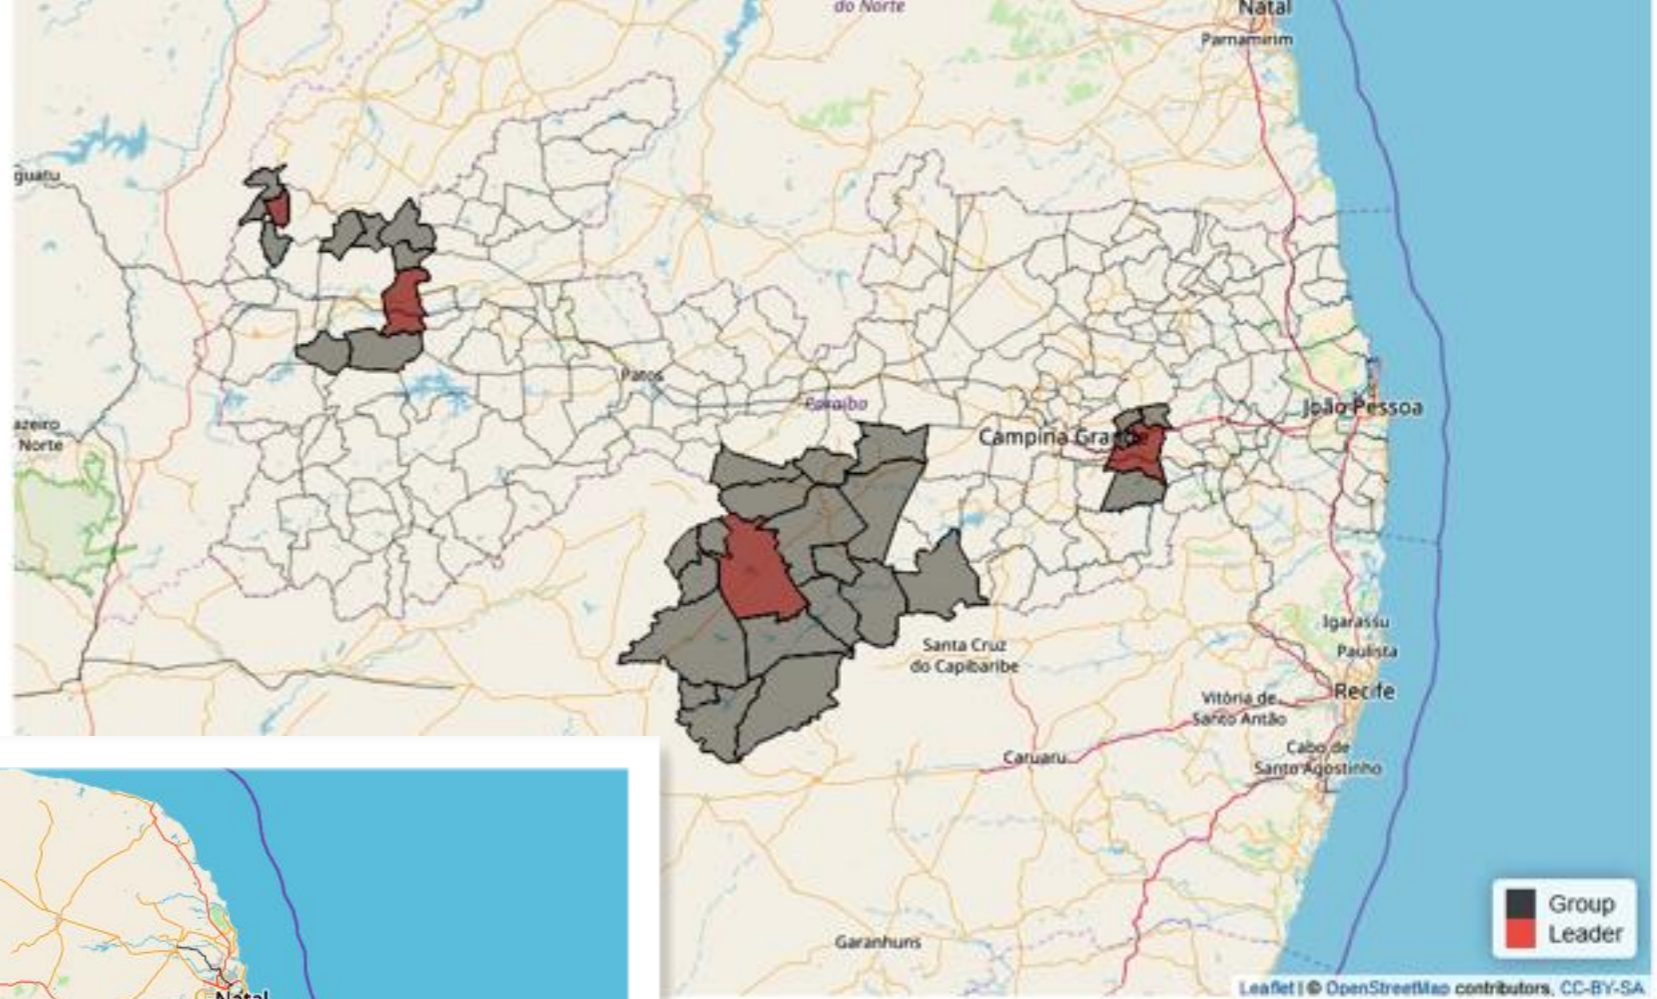 do Norte
Natal
Parnamirim
guatu
Patos
Paraíba
João Pessoa
Campina Grande
azeiro
Norte
Igarassu
Santa Cruz
do Capibaribe
Paulista
Recife
Vitória de
Santo Antão
Caruaru
Cabo de
Santo Agostinho
Group
Leader
Garanhuns
Leaflet | © OpenStreetMap contributors, CC-BY-SA
Natal